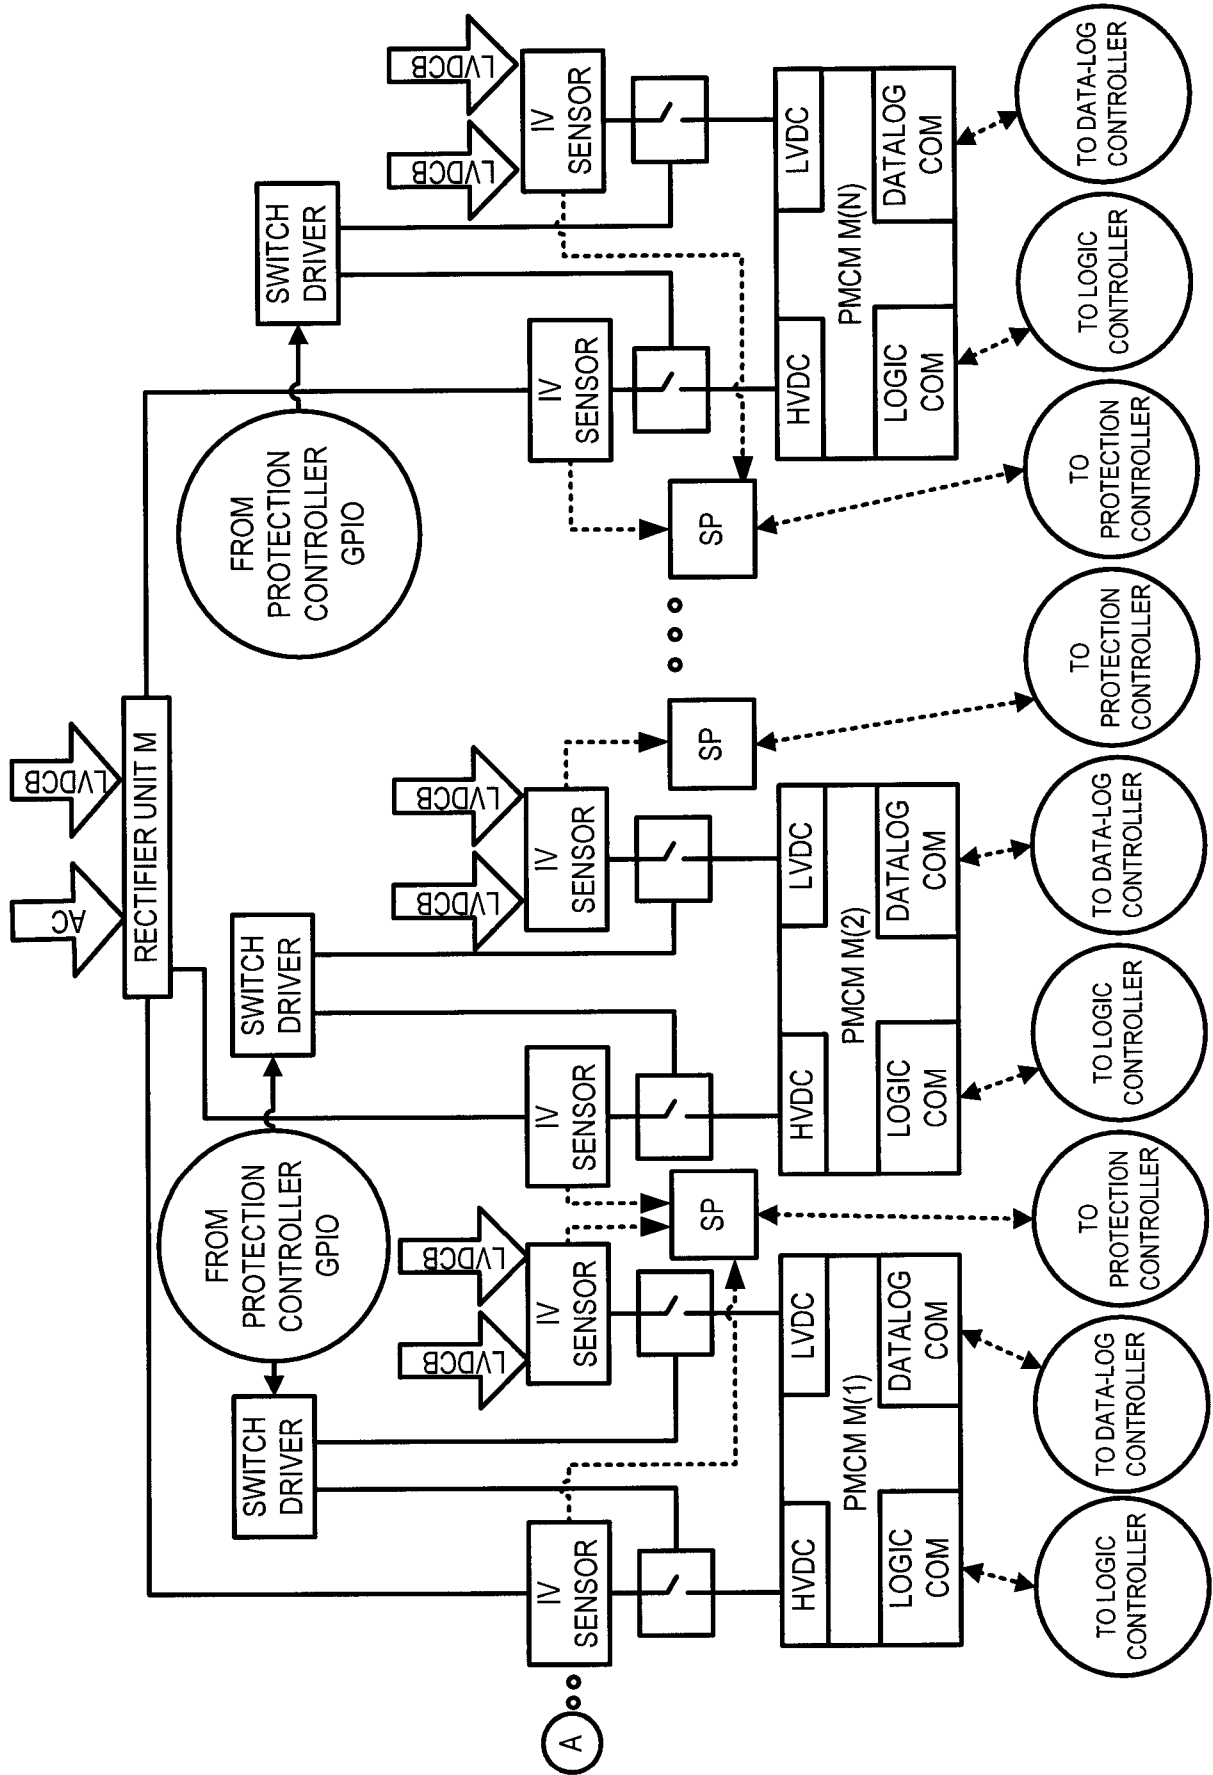 AC
LVDCB
RECTIFIER UNIT M
FROM
PROTECTION
CONTROLLER
GPIO
FROM
PROTECTION
CONTROLLER
GPIO
SWITCH
DRIVER
SWITCH
DRIVER
SWITCH
DRIVER
LVDCB
LVDCB
LVDCB
LVDCB
LVDCB
LVDCB
A
IV
SENSOR
IV
SENSOR
IV
SENSOR
IV
SENSOR
IV
SENSOR
IV
SENSOR
SP
SP
SP
HVDC
LVDC
PMCM M(1)
LOGIC
COM
DATALOG
COM
HVDC
LVDC
PMCM M(2)
LOGIC
COM
DATALOG
COM
HVDC
LVDC
PMCM M(N)
LOGIC
COM
DATALOG
COM
TO LOGIC
CONTROLLER
TO DATA-LOG
CONTROLLER
TO
PROTECTION
CONTROLLER
TO LOGIC
CONTROLLER
TO DATA-LOG
CONTROLLER
TO
PROTECTION
CONTROLLER
TO
PROTECTION
CONTROLLER
TO LOGIC
CONTROLLER
TO DATA-LOG
CONTROLLER